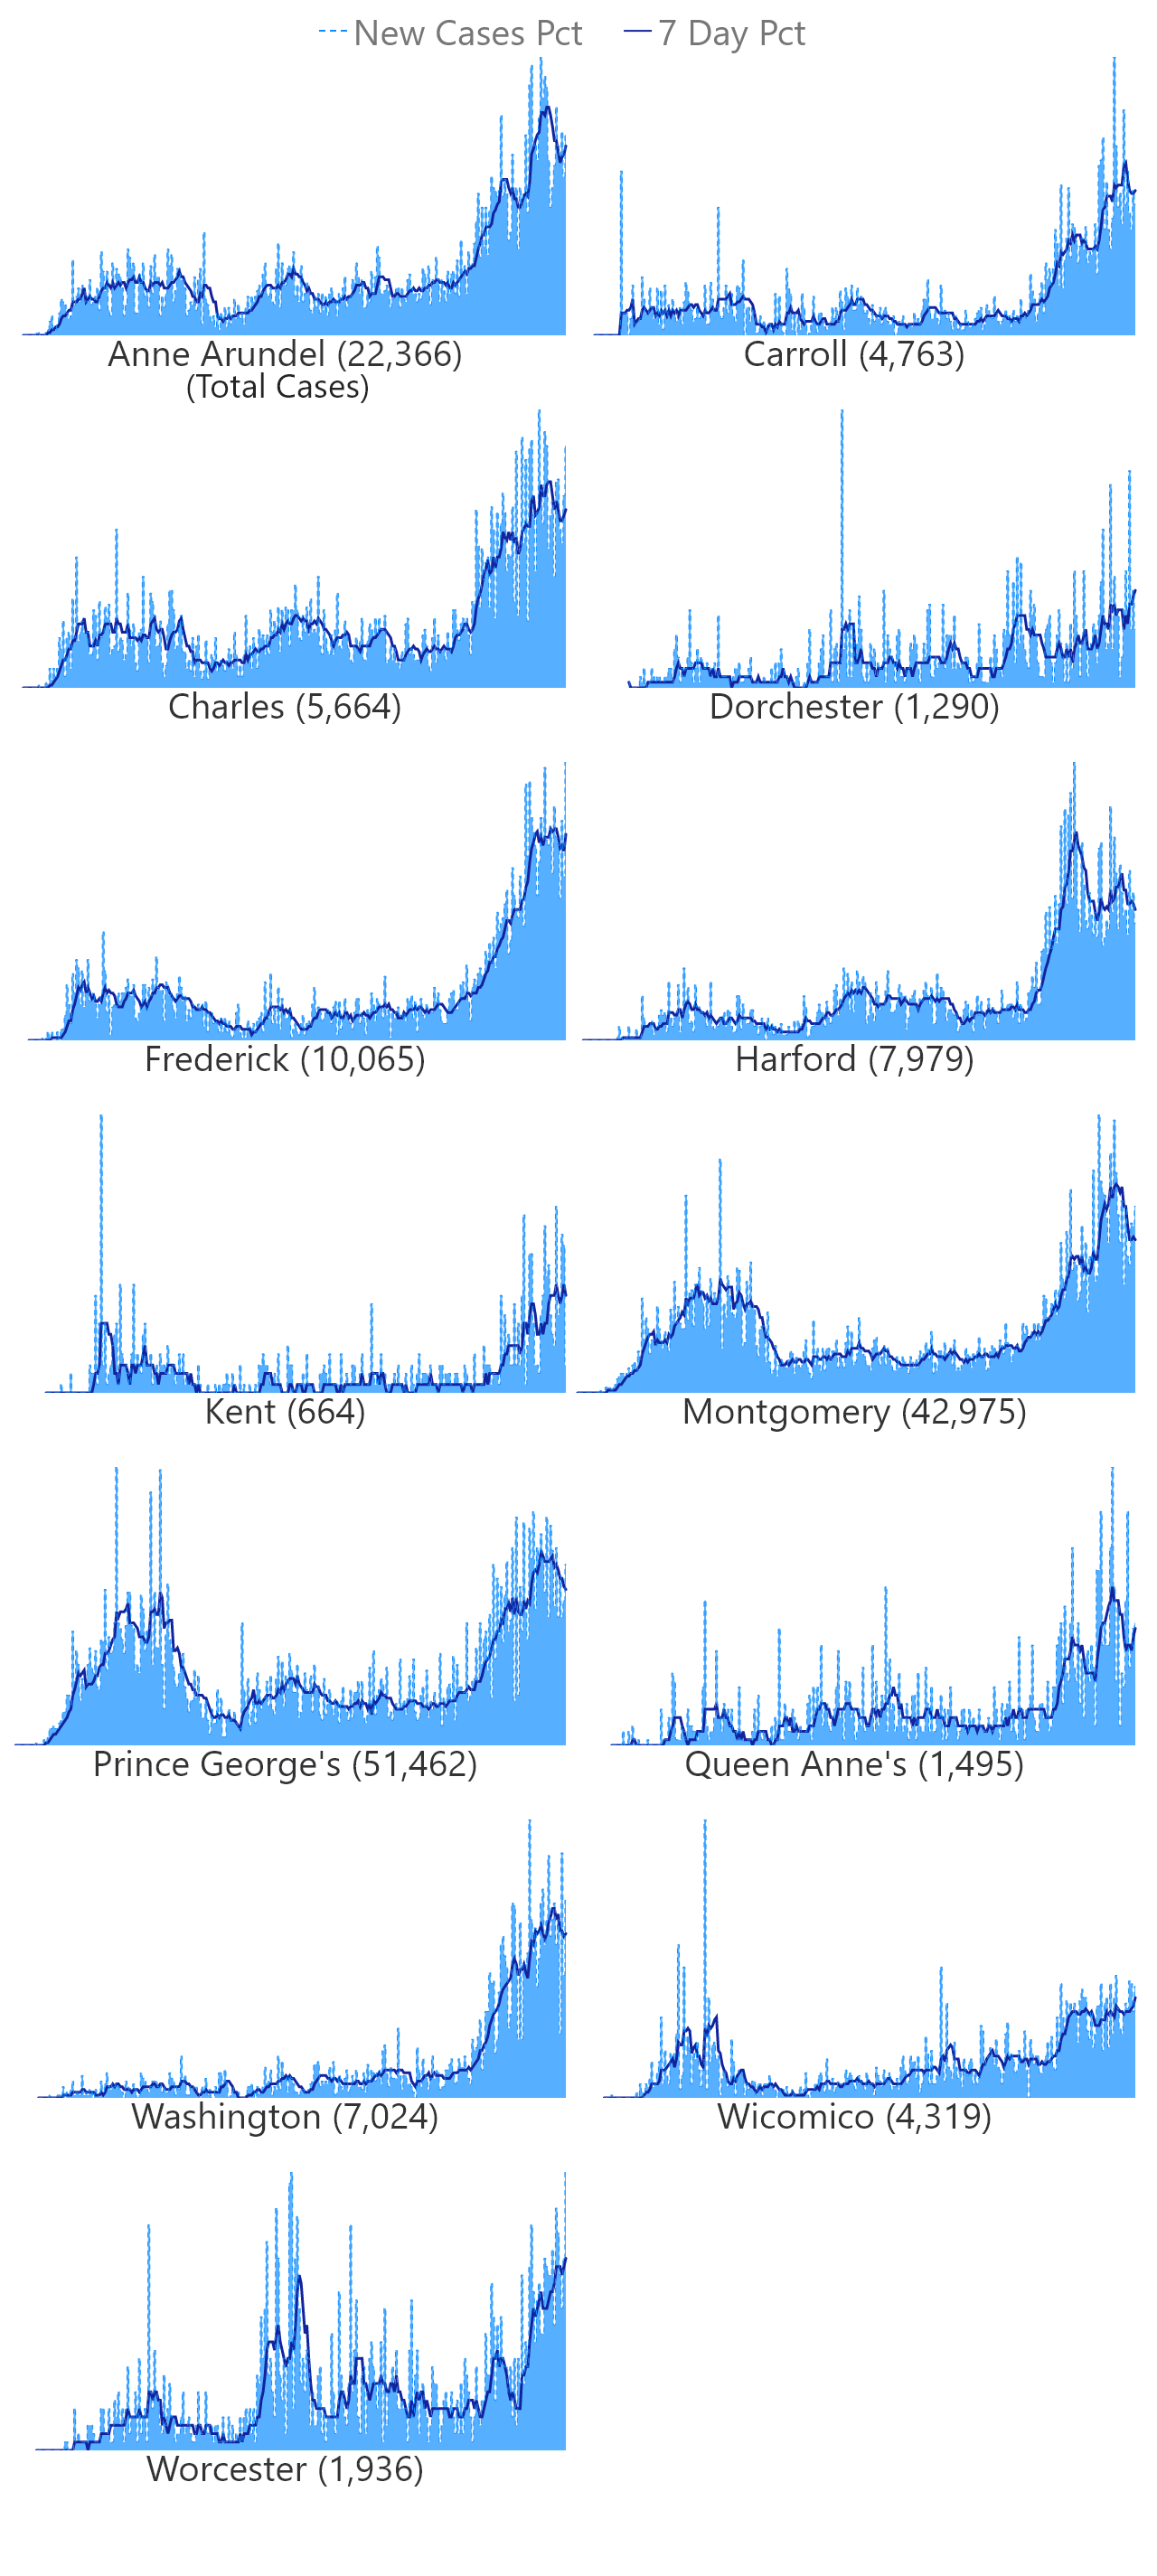 New Cases Pct 7 Day Pct
Anne Arundel (22,366) Carroll (4,763)
(Total Cases)
Charles (5,664) Dorchester (1,290)
Frederick (10,065) Harford (7,979)
Kent (664) Montgomery (42,975)
Prince George's (51,462) Queen Anne's (1,495)
Washington (7,024) Wicomico (4,319)
Worcester (1,936)